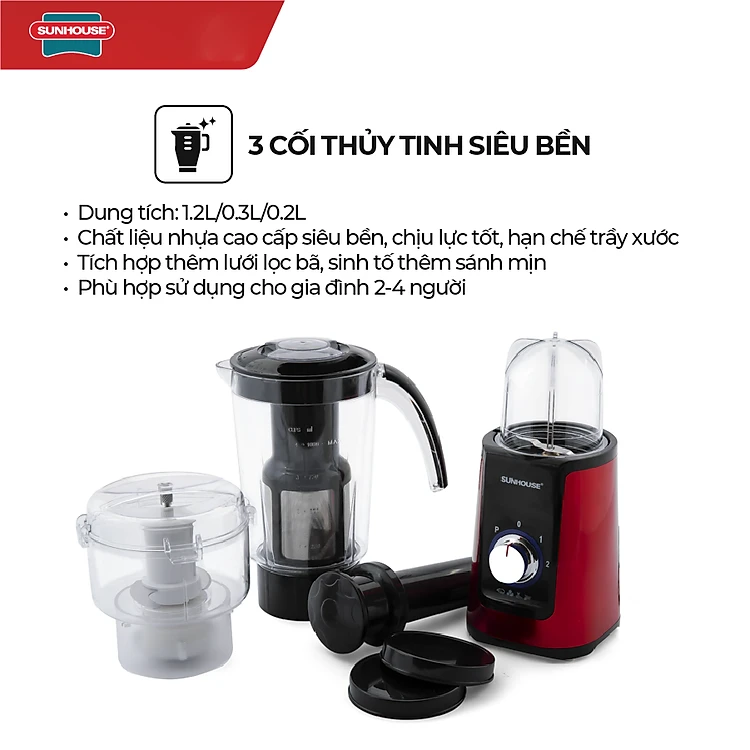 SUNHOUSE®
3 CỐI THỦY TINH SIÊU BỀN
• Dung tích: 1.2L/0.3L/0.2L
• Chất liệu nhựa cao cấp siêu bền, chịu lực tốt, hạn chế trầy xước
• Tích hợp thêm lưới lọc bã, sinh tố thêm sánh mịn
• Phù hợp sử dụng cho gia đình 2-4 người
SUNHOUSE®
P 0 1 2